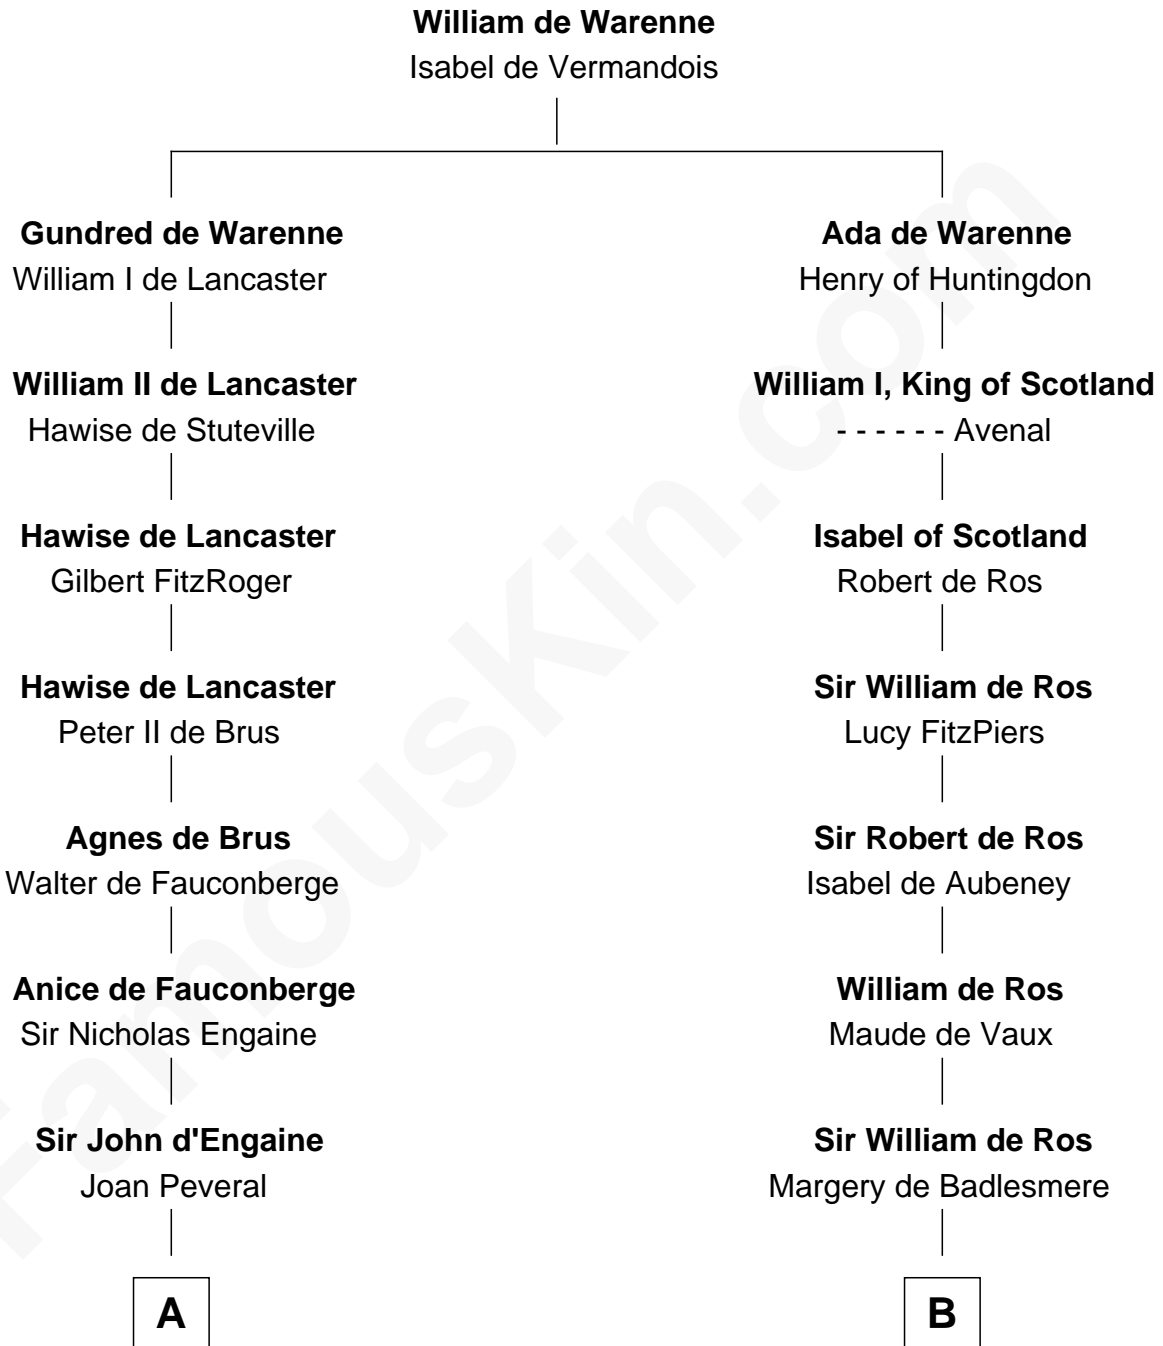 William de Warenne
Isabel de Vermandois
Gundred de Warenne
William I de Lancaster
Ada de Warenne
Henry of Huntingdon
William II de Lancaster
Hawise de Stuteville
William I, King of Scotland
- - - - - - Avenal
Hawise de Lancaster
Gilbert FitzRoger
Isabel of Scotland
Robert de Ros
Hawise de Lancaster
Peter II de Brus
Sir William de Ros
Lucy FitzPiers
Agnes de Brus
Walter de Fauconberge
Sir Robert de Ros
Isabel de Aubeney
Anice de Fauconberge
Sir Nicholas Engaine
William de Ros
Maude de Vaux
Sir John d'Engaine
Joan Peveral
Sir William de Ros
Margery de Badlesmere
A
B
FamousKin.com